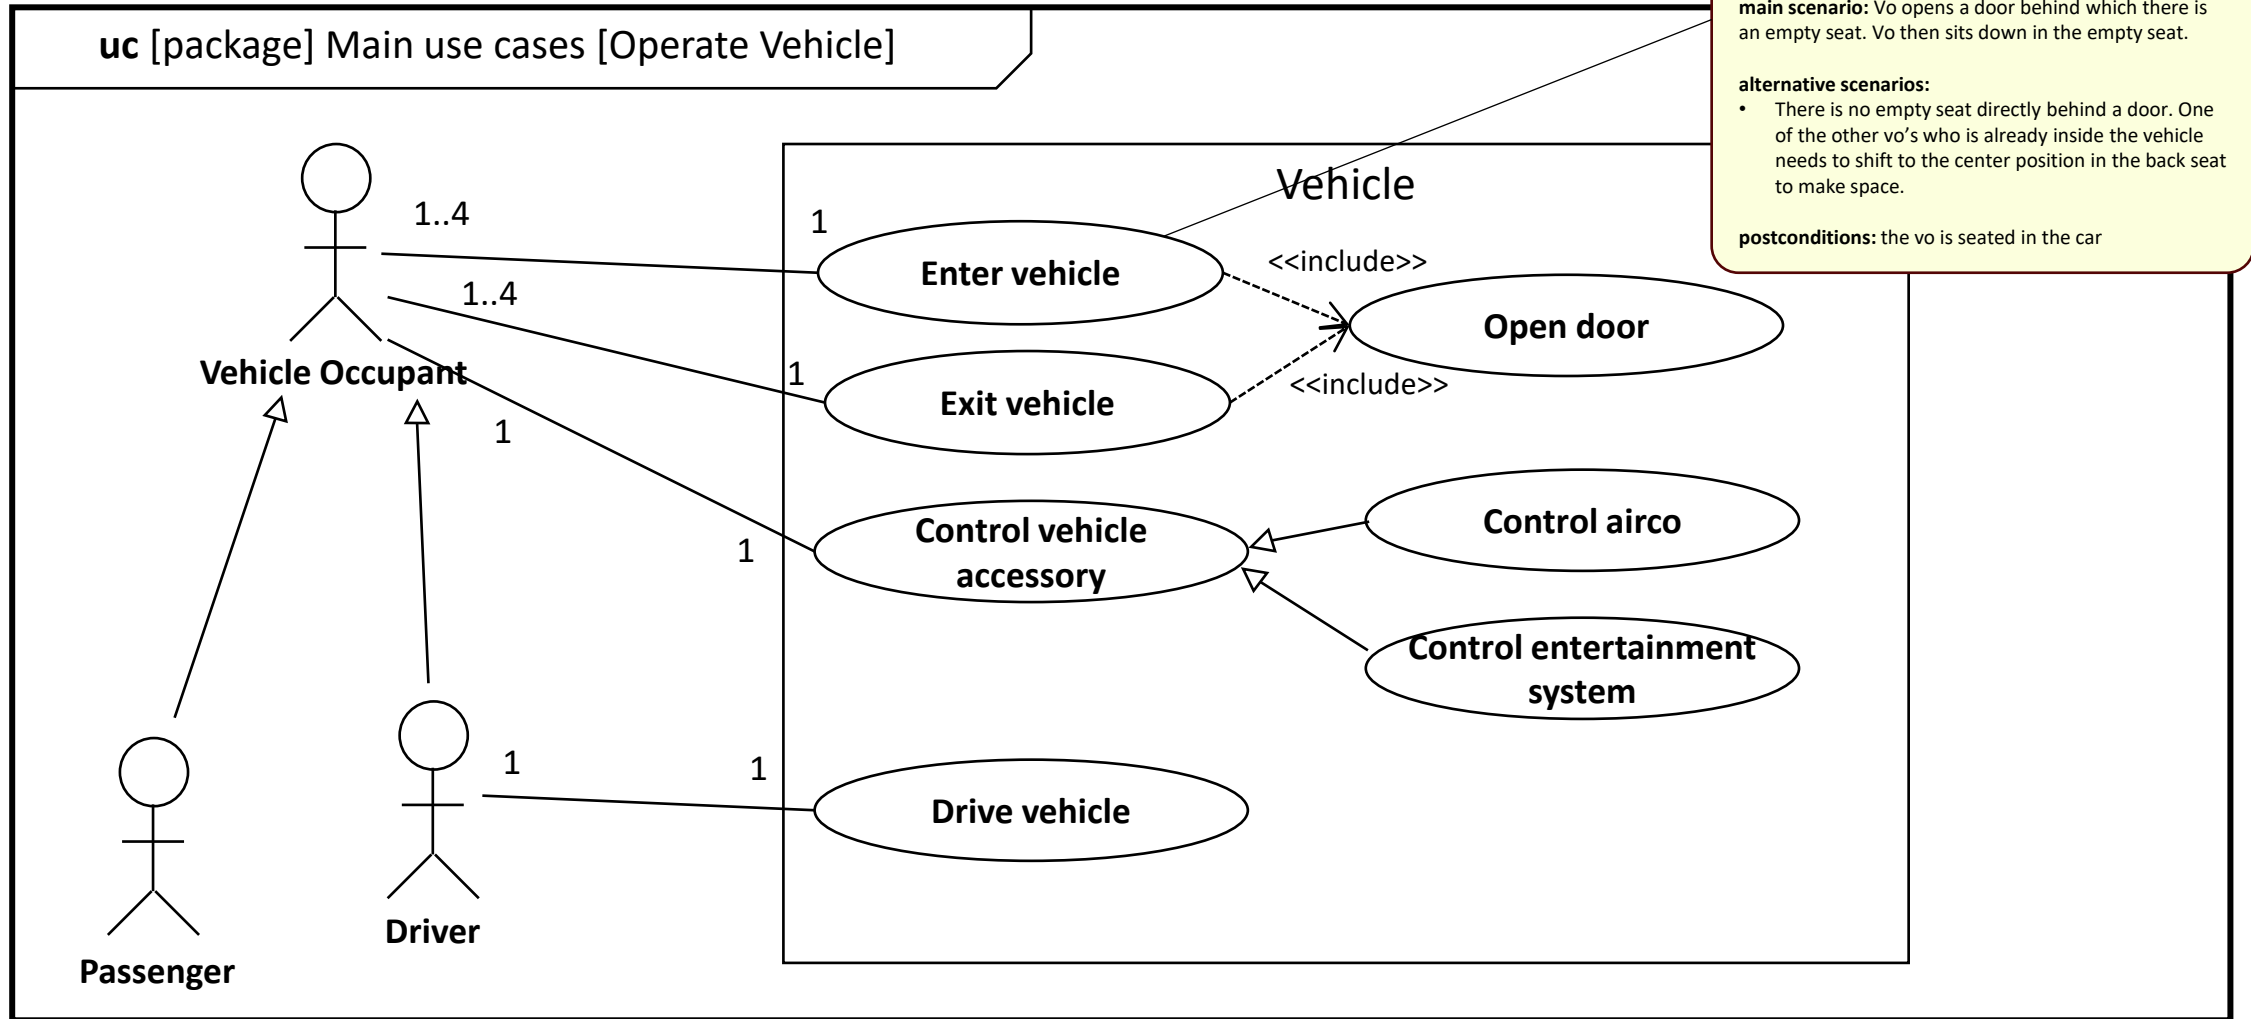 uc [package] Main use cases [Operate Vehicle]
main scenario: Vo opens a door behind which there is
an empty seat. Vo then sits down in the empty seat.
alternative scenarios:
• There is no empty seat directly behind a door. One
of the other vo’s who is already inside the vehicle
needs to shift to the center position in the back seat
to make space.
postconditions: the vo is seated in the car
Vehicle
1..4
1
Enter vehicle
<<include>>
Open door
1..4
1
Exit vehicle
<<include>>
Vehicle Occupant
1
1
Control vehicle
accessory
Control airco
Control entertainment
system
1
1
Drive vehicle
Driver
Passenger